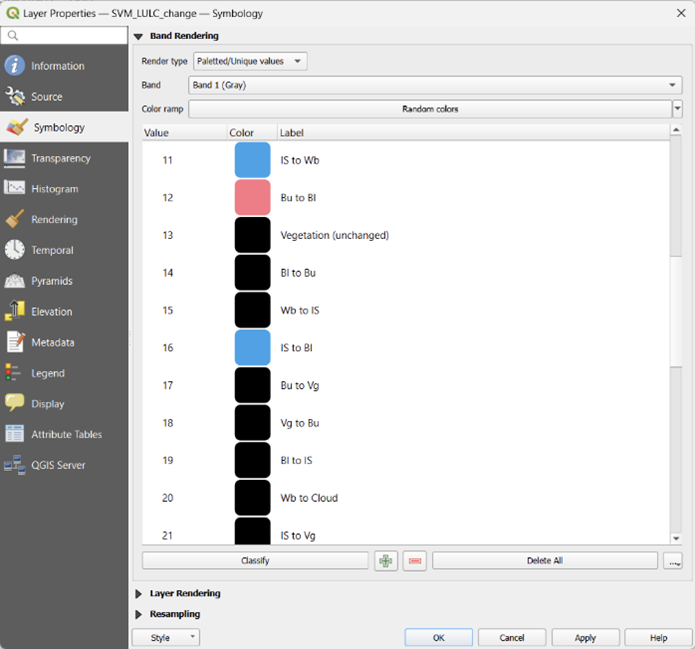 Layer Properties — SVM_LULC_change — Symbology
Information
Source
Symbology
Transparency
Histogram
Rendering
Temporal
Pyramids
Elevation
Metadata
Legend
Display
Attribute Tables
QGIS Server
Band Rendering
Render type Paletted/Unique values
Band Band 1 (Gray)
Color ramp Random colors
Value Color Label
11 IS to Wb
12 Bu to Bl
13 Vegetation (unchanged)
14 Bl to Bu
15 Wb to IS
16 IS to Bl
17 Bu to Vg
18 Vg to Bu
19 Bl to IS
20 Wb to Cloud
21 IS to Vg
Classify Delete All ...
Layer Rendering
Resampling
Style OK Cancel Apply Help